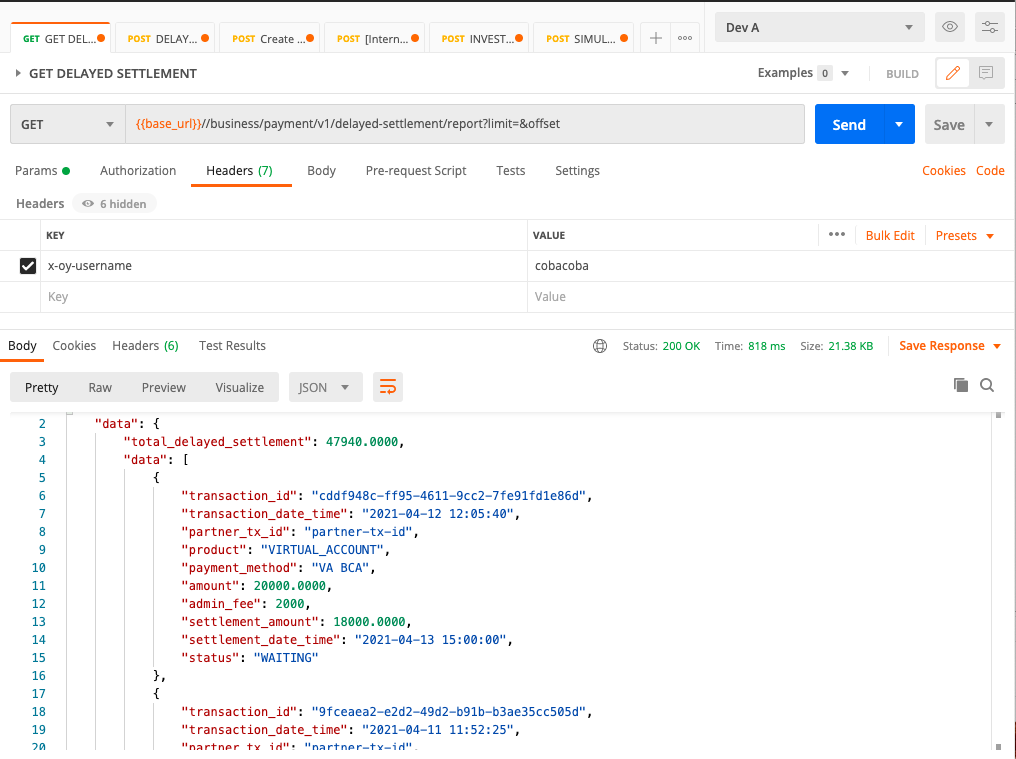 GET GET DEL... POST DELAY... POST Create ... POST [Intern... POST INVEST... POST SIMUL... + ooo Dev A
GET DELAYED SETTLEMENT Examples 0 BUILD
GET {{base_url}}//business/payment/v1/delayed-settlement/report?limit=&offset Send Save
Params Authorization Headers (7) Body Pre-request Script Tests Settings Cookies Code
Headers 6 hidden
KEY VALUE ••• Bulk Edit Presets
x-oy-username cobacoba
Key Value
Body Cookies Headers (6) Test Results Status: 200 OK Time: 818 ms Size: 21.38 KB Save Response
Pretty Raw Preview Visualize JSON
2 "data": {
3 "total_delayed_settlement": 47940.0000,
4 "data": [
5 {
6 "transaction_id": "cddf948c-ff95-4611-9cc2-7fe91fd1e86d",
7 "transaction_date_time": "2021-04-12 12:05:40",
8 "partner_tx_id": "partner-tx-id",
9 "product": "VIRTUAL_ACCOUNT",
10 "payment_method": "VA BCA",
11 "amount": 20000.0000,
12 "admin_fee": 2000,
13 "settlement_amount": 18000.0000,
14 "settlement_date_time": "2021-04-13 15:00:00",
15 "status": "WAITING"
16 },
17 {
18 "transaction_id": "9fceaea2-e2d2-49d2-b91b-b3ae35cc505d",
19 "transaction_date_time": "2021-04-11 11:52:25",
20 "partner_tx_id": "partner-tx-id",